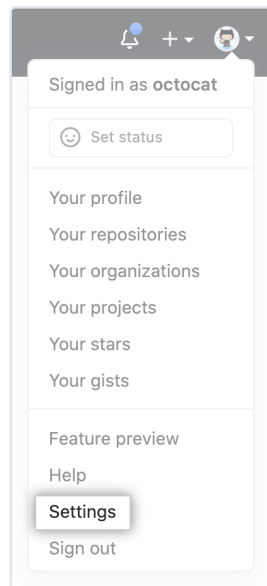 Signed in as octocat
Set status
Your profile
Your repositories
Your organizations
Your projects
Your stars
Your gists
Feature preview
Help
Settings
Sign out